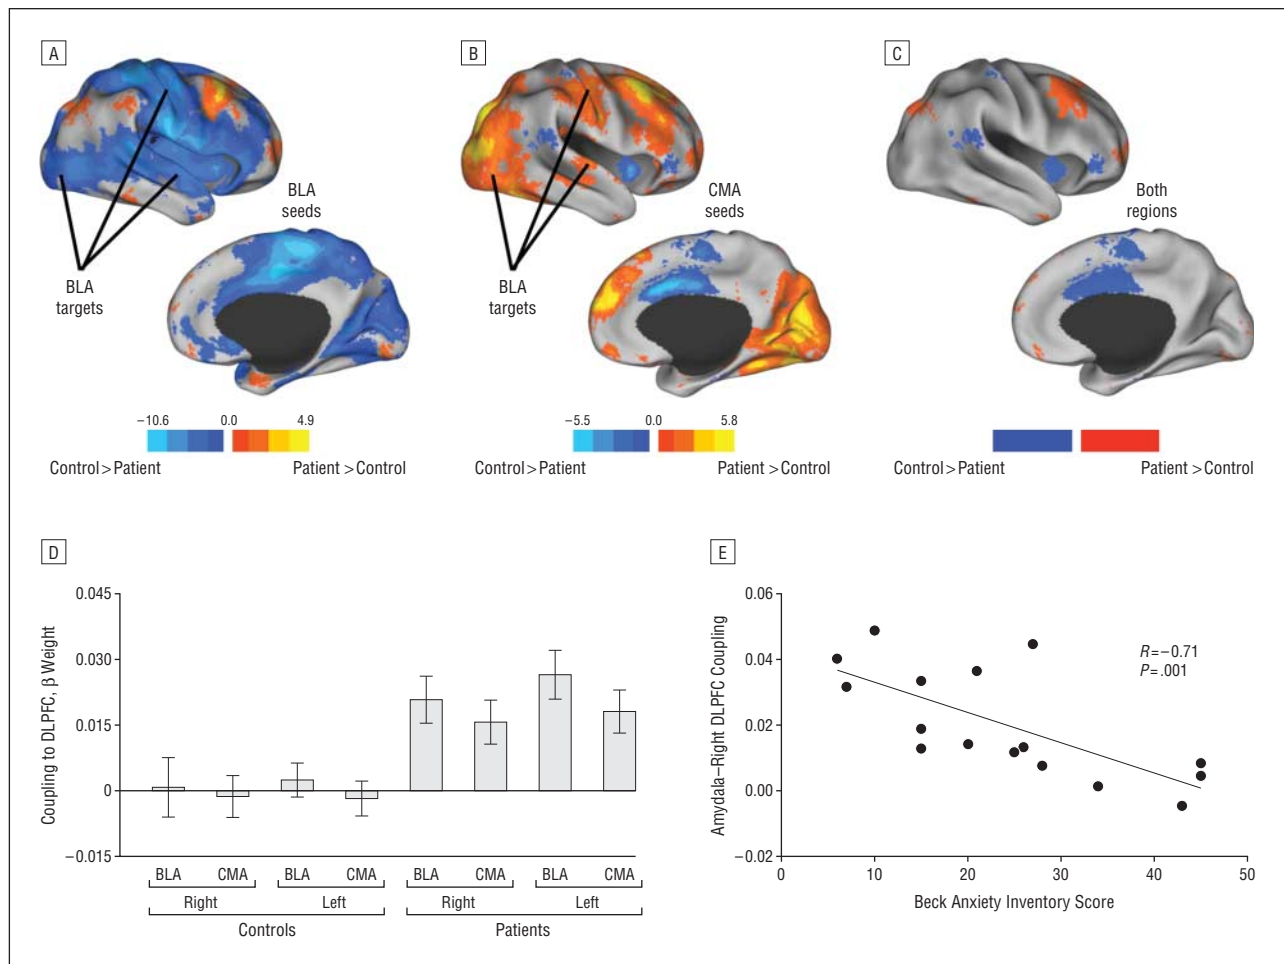 A
BLA
seeds
BLA
targets
−10.6 0.0 4.9
Control>Patient Patient>Control
B
CMA
seeds
BLA
targets
−5.5 0.0 5.8
Control>Patient Patient>Control
C
Both
regions
Control>Patient Patient>Control
D
Coupling to DLPFC, β Weight
0.045
0.030
0.015
0
−0.015
BLA CMA BLA CMA BLA CMA BLA CMA
Right Left Right Left
Controls Patients
E
Amydala–Right DLPFC Coupling
0.06
0.04
0.02
0.00
−0.02
R=−0.71
P=.001
0 10 20 30 40 50
Beck Anxiety Inventory Score